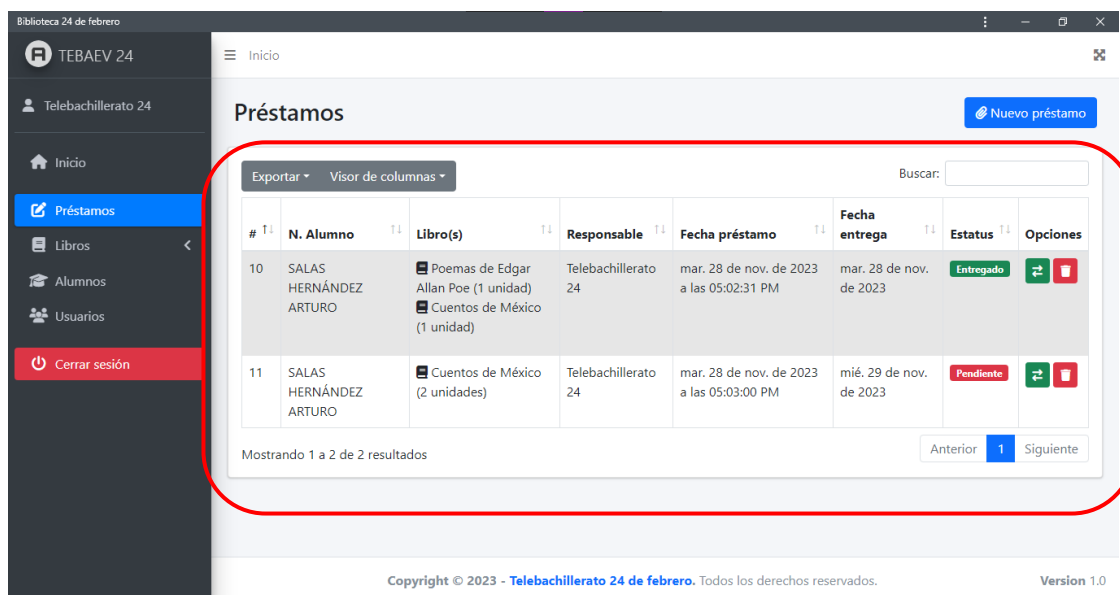 Biblioteca 24 de febrero
TEBAEV 24
Inicio
Telebachillerato 24
Inicio
Préstamos
Libros
Alumnos
Usuarios
Cerrar sesión
Préstamos
Nuevo préstamo
Exportar Visor de columnas
Buscar:
# N. Alumno Libro(s) Responsable Fecha préstamo Fecha entrega Estatus Opciones
10 SALAS HERNÁNDEZ ARTURO Poemas de Edgar Allan Poe (1 unidad) Cuentos de México (1 unidad) Telebachillerato 24 mar. 28 de nov. de 2023 a las 05:02:31 PM mar. 28 de nov. de 2023 Entregado
11 SALAS HERNÁNDEZ ARTURO Cuentos de México (2 unidades) Telebachillerato 24 mar. 28 de nov. de 2023 a las 05:03:00 PM mié. 29 de nov. de 2023 Pendiente
Mostrando 1 a 2 de 2 resultados
Anterior 1 Siguiente
Copyright © 2023 - Telebachillerato 24 de febrero. Todos los derechos reservados.
Version 1.0